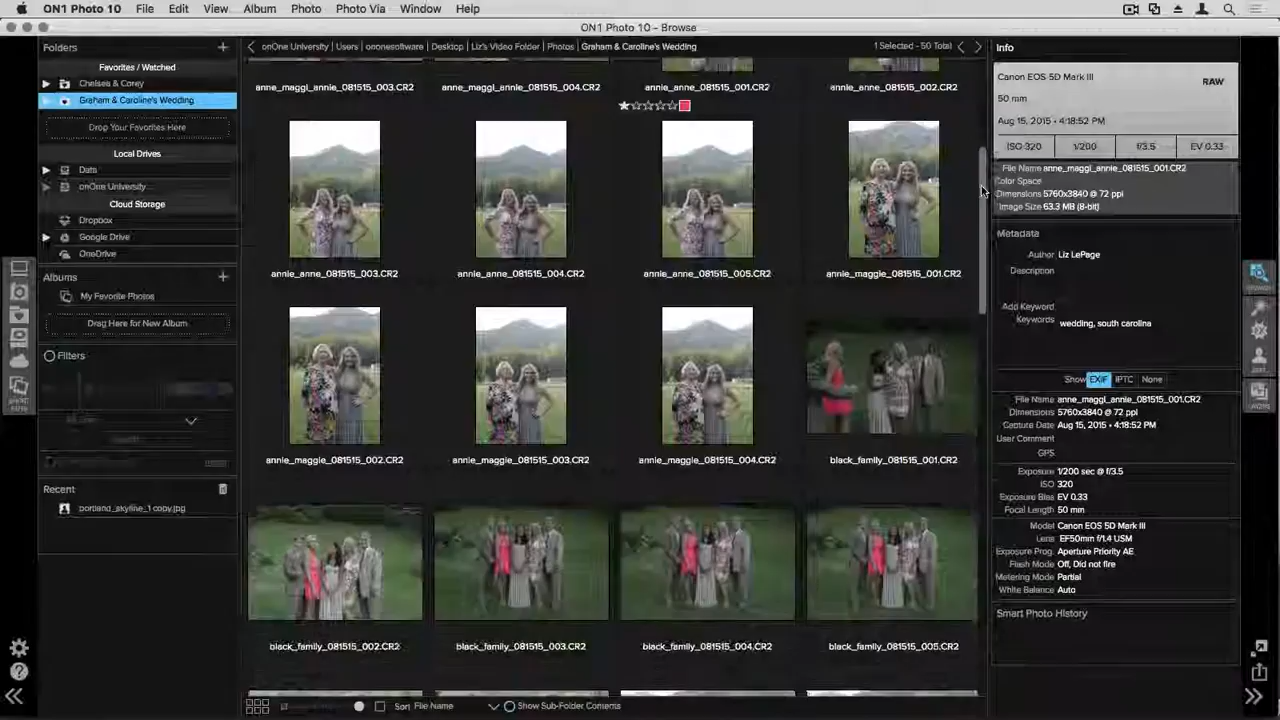 ON1 Photo 10 File Edit View Album Photo Photo Via Window Help
ON1 Photo 10 - Browse
Folders
Favorites / Watched
Chelsea & Corey
Graham & Caroline's Wedding
Drop Your Favorites Here
Local Drives
Data
onOne University
Cloud Storage
Dropbox
Google Drive
OneDrive
Albums
My Favorite Photos
Drag Here for New Album
Filters
Recent
portland_skyline_1 copy.jpg
onOne University | Users | ononesoftware | Desktop | Liz's Video Folder | Photos | Graham & Caroline's Wedding
1 Selected - 50 Total
anne_maggi_annie_081515_003.CR2
anne_maggi_annie_081515_004.CR2
annie_anne_081515_001.CR2
annie_anne_081515_002.CR2
annie_anne_081515_003.CR2
annie_anne_081515_004.CR2
annie_anne_081515_005.CR2
annie_maggie_081515_001.CR2
annie_maggie_081515_002.CR2
annie_maggie_081515_003.CR2
annie_maggie_081515_004.CR2
black_family_081515_001.CR2
black_family_081515_002.CR2
black_family_081515_003.CR2
black_family_081515_004.CR2
black_family_081515_005.CR2
Sort File Name
Show Sub-Folder Contents
Info
Canon EOS 5D Mark III
RAW
50 mm
Aug 15, 2015 • 4:18:52 PM
ISO 320 1/200 f/3.5 EV 0.33
File Name anne_maggi_annie_081515_001.CR2
Color Space
Dimensions 5760x3840 @ 72 ppi
Image Size 63.3 MB (8-bit)
Metadata
Author Liz LePage
Description
Add Keyword
Keywords wedding, south carolina
Show EXIF IPTC None
File Name anne_maggi_annie_081515_001.CR2
Dimensions 5760x3840 @ 72 ppi
Capture Date Aug 15, 2015 • 4:18:52 PM
User Comment
GPS
Exposure 1/200 sec @ f/3.5
ISO 320
Exposure Bias EV 0.33
Focal Length 50 mm
Model Canon EOS 5D Mark III
Lens EF50mm f/1.4 USM
Exposure Prog. Aperture Priority AE
Flash Mode Off, Did not fire
Metering Mode Partial
White Balance Auto
Smart Photo History